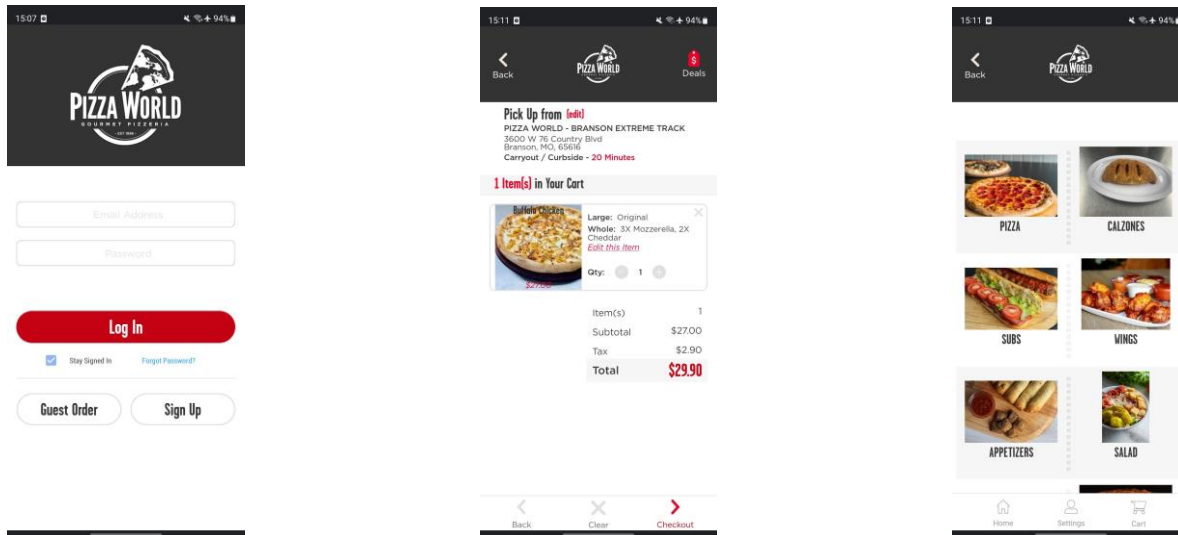 15:07
94%
PIZZA WORLD
GOURMET PIZZERIA
Email Address
Password
Log In
Stay Signed In
Forgot Password?
Guest Order
Sign Up
15:11
94%
Back
PIZZA WORLD
Deals
Pick Up from [edit]
PIZZA WORLD - BRANSON EXTREME TRACK
3600 W 76 Country Blvd
Branson, MO, 65616
Carryout / Curbside - 20 Minutes
1 Item(s) in Your Cart
Buffalo Chicken
$27.00
Large: Original
Whole: 3X Mozzerella, 2X
Cheddar
Edit this item
Qty: 1
Item(s) 1
Subtotal $27.00
Tax $2.90
Total $29.90
Back
Clear
Checkout
15:11
94%
Back
PIZZA WORLD
PIZZA
CALZONES
SUBS
WINGS
APPETIZERS
SALAD
Home
Settings
Cart